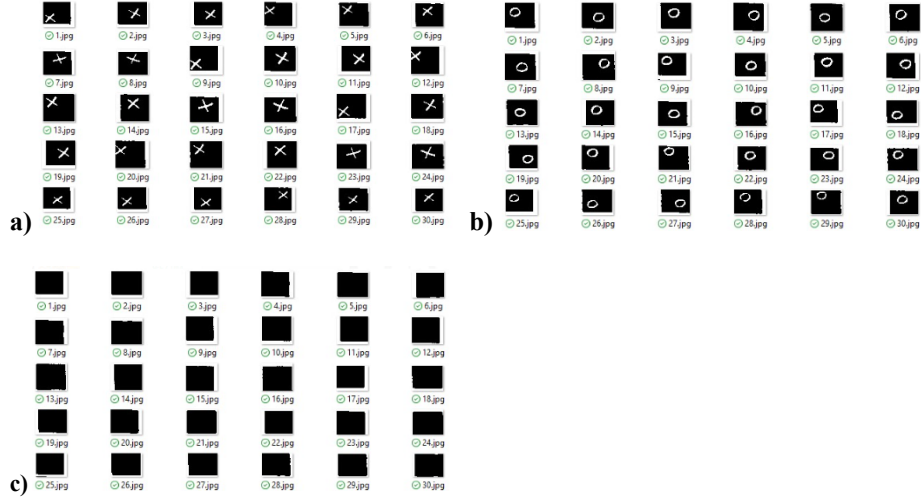 1.jpg 2.jpg 3.jpg 4.jpg 5.jpg 6.jpg
7.jpg 8.jpg 9.jpg 10.jpg 11.jpg 12.jpg
13.jpg 14.jpg 15.jpg 16.jpg 17.jpg 18.jpg
19.jpg 20.jpg 21.jpg 22.jpg 23.jpg 24.jpg
a) 25.jpg 26.jpg 27.jpg 28.jpg 29.jpg 30.jpg
1.jpg 2.jpg 3.jpg 4.jpg 5.jpg 6.jpg
7.jpg 8.jpg 9.jpg 10.jpg 11.jpg 12.jpg
13.jpg 14.jpg 15.jpg 16.jpg 17.jpg 18.jpg
19.jpg 20.jpg 21.jpg 22.jpg 23.jpg 24.jpg
b) 25.jpg 26.jpg 27.jpg 28.jpg 29.jpg 30.jpg
1.jpg 2.jpg 3.jpg 4.jpg 5.jpg 6.jpg
7.jpg 8.jpg 9.jpg 10.jpg 11.jpg 12.jpg
13.jpg 14.jpg 15.jpg 16.jpg 17.jpg 18.jpg
19.jpg 20.jpg 21.jpg 22.jpg 23.jpg 24.jpg
c) 25.jpg 26.jpg 27.jpg 28.jpg 29.jpg 30.jpg